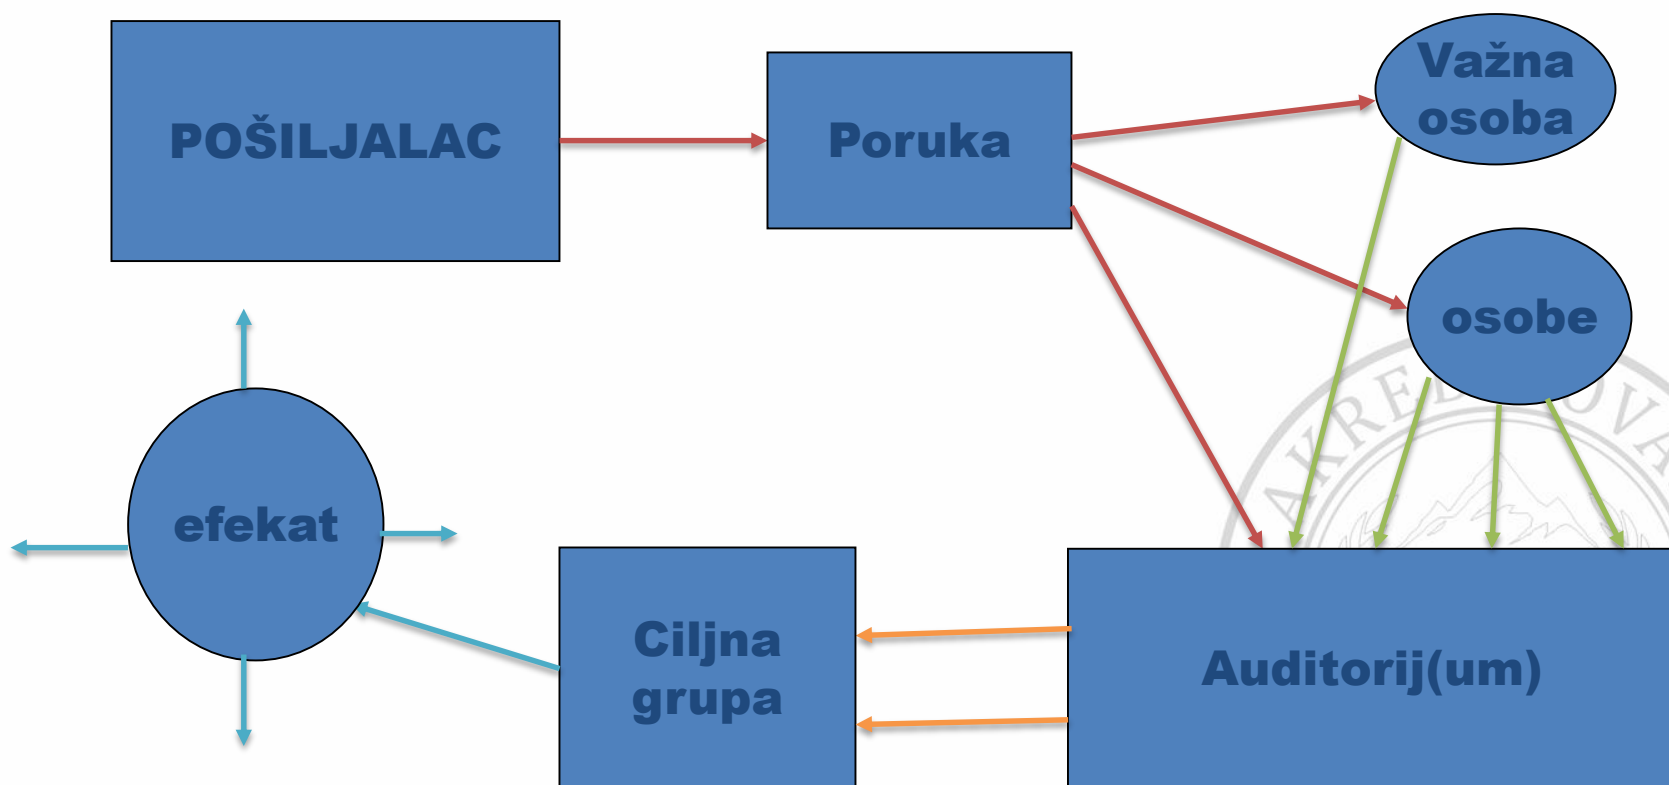 POŠILJALAC
Poruka
Važna
osoba
osobe
efekat
Ciljna
grupa
Auditorij(um)